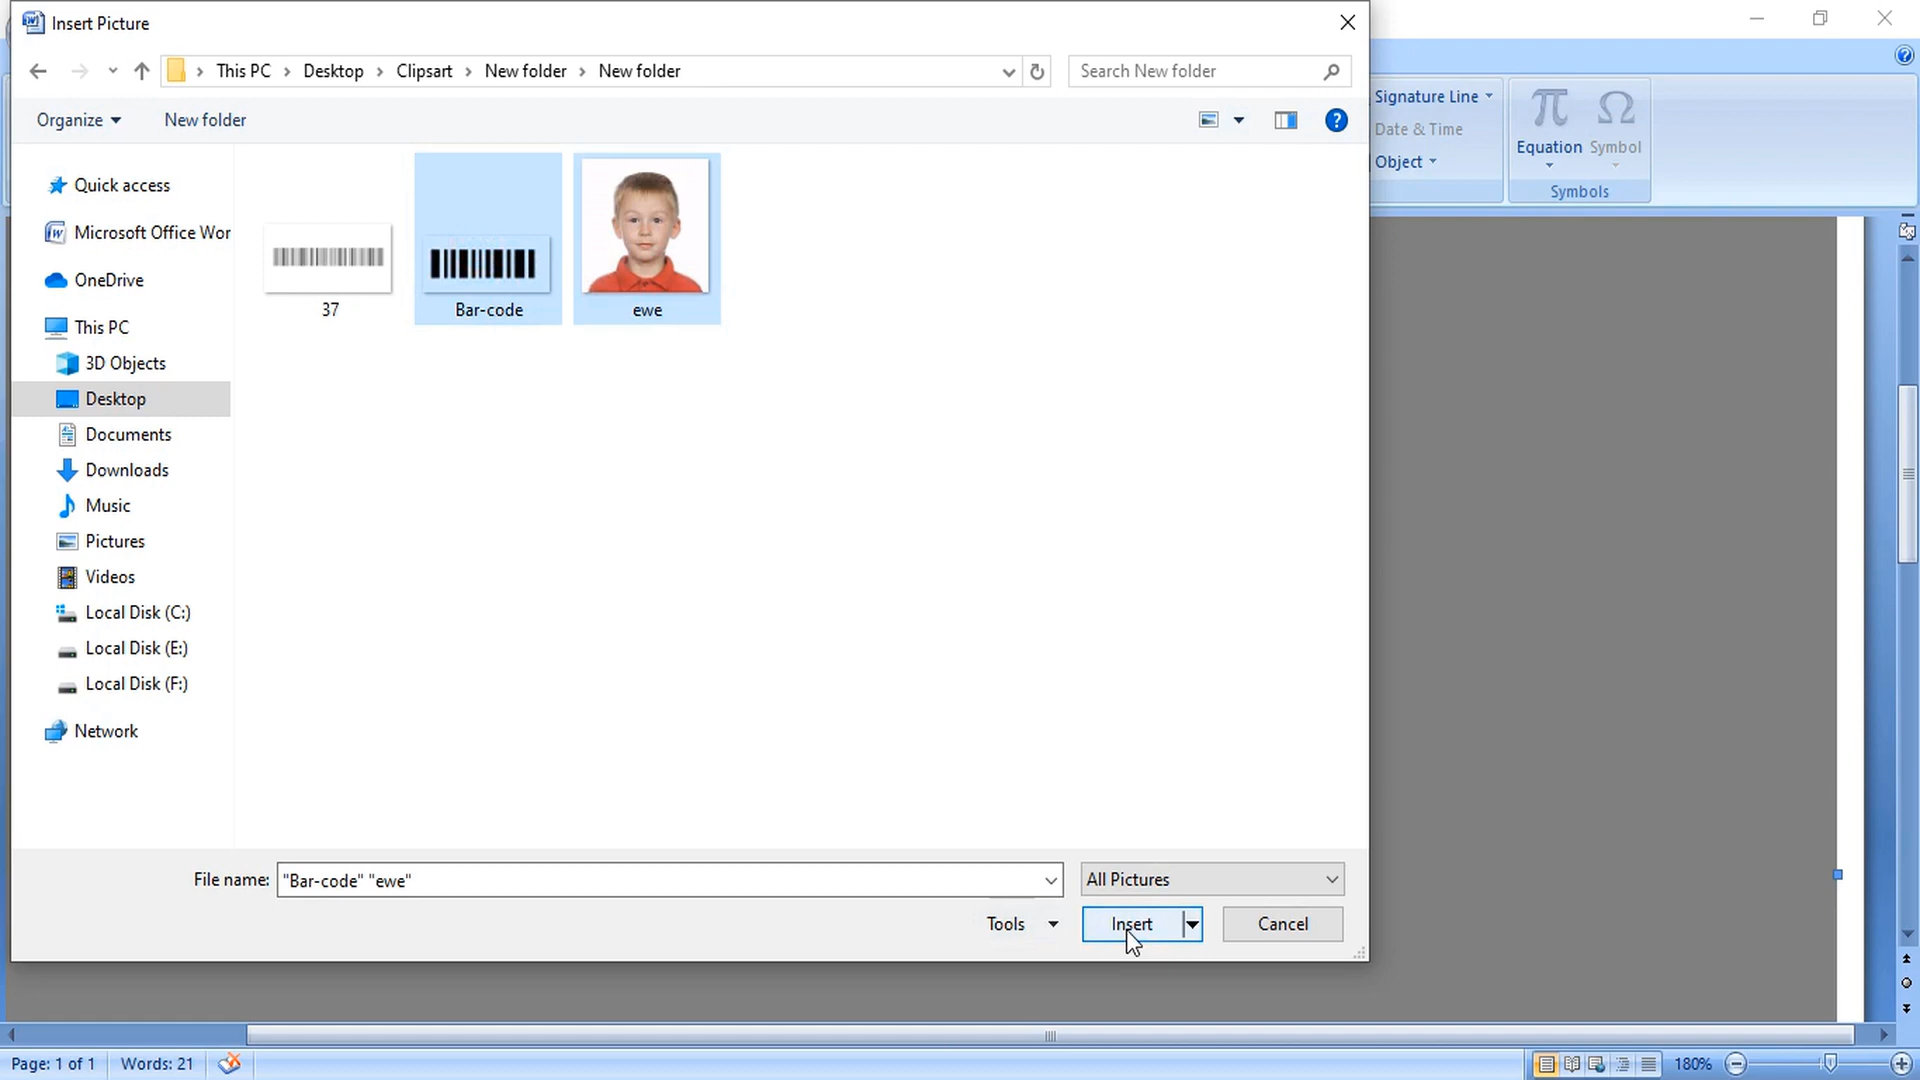 Insert Picture
This PC > Desktop > Clipsart > New folder > New folder
Search New folder
Organize
New folder
Signature Line
Date & Time
Object
Equation
Symbol
Symbols
Quick access
Microsoft Office Wor
OneDrive
This PC
3D Objects
Desktop
Documents
Downloads
Music
Pictures
Videos
Local Disk (C:)
Local Disk (E:)
Local Disk (F:)
Network
37
Bar-code
ewe
File name: "Bar-code" "ewe"
All Pictures
Tools
Insert
Cancel
Page: 1 of 1
Words: 21
180%